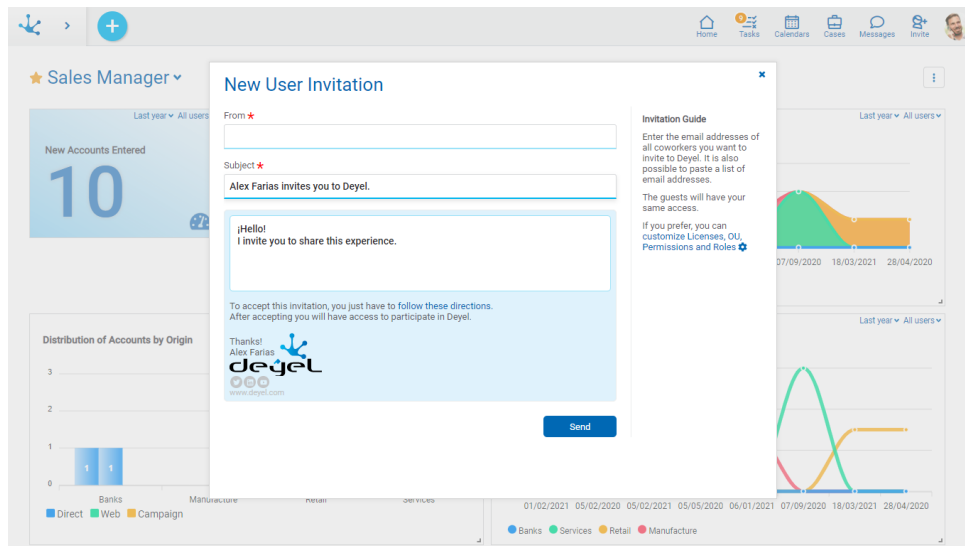 Home
Tasks
Calendars
Cases
Messages
Invite
Sales Manager
New User Invitation
From *
Subject *
Alex Farias invites you to Deyel.
¡Hello!
I invite you to share this experience.
To accept this invitation, you just have to follow these directions.
After accepting you will have access to participate in Deyel.
Thanks!
Alex Farias
deyel
www.deyel.com
Send
Invitation Guide
Enter the email addresses of
all coworkers you want to
invite to Deyel. It is also
possible to paste a list of
email addresses.
The guests will have your
same access.
If you prefer, you can
customize Licenses, OU,
Permissions and Roles
Last year All users
New Accounts Entered
10
Last year All users
07/09/2020 18/03/2021 28/04/2020
Distribution of Accounts by Origin
3
2
1
0
1 1
Banks Manufacture Retail Services
Direct Web Campaign
Last year All users
01/02/2021 05/02/2020 05/02/2021 05/05/2020 06/01/2021 07/09/2020 18/03/2021 28/04/2020
Banks Services Retail Manufacture